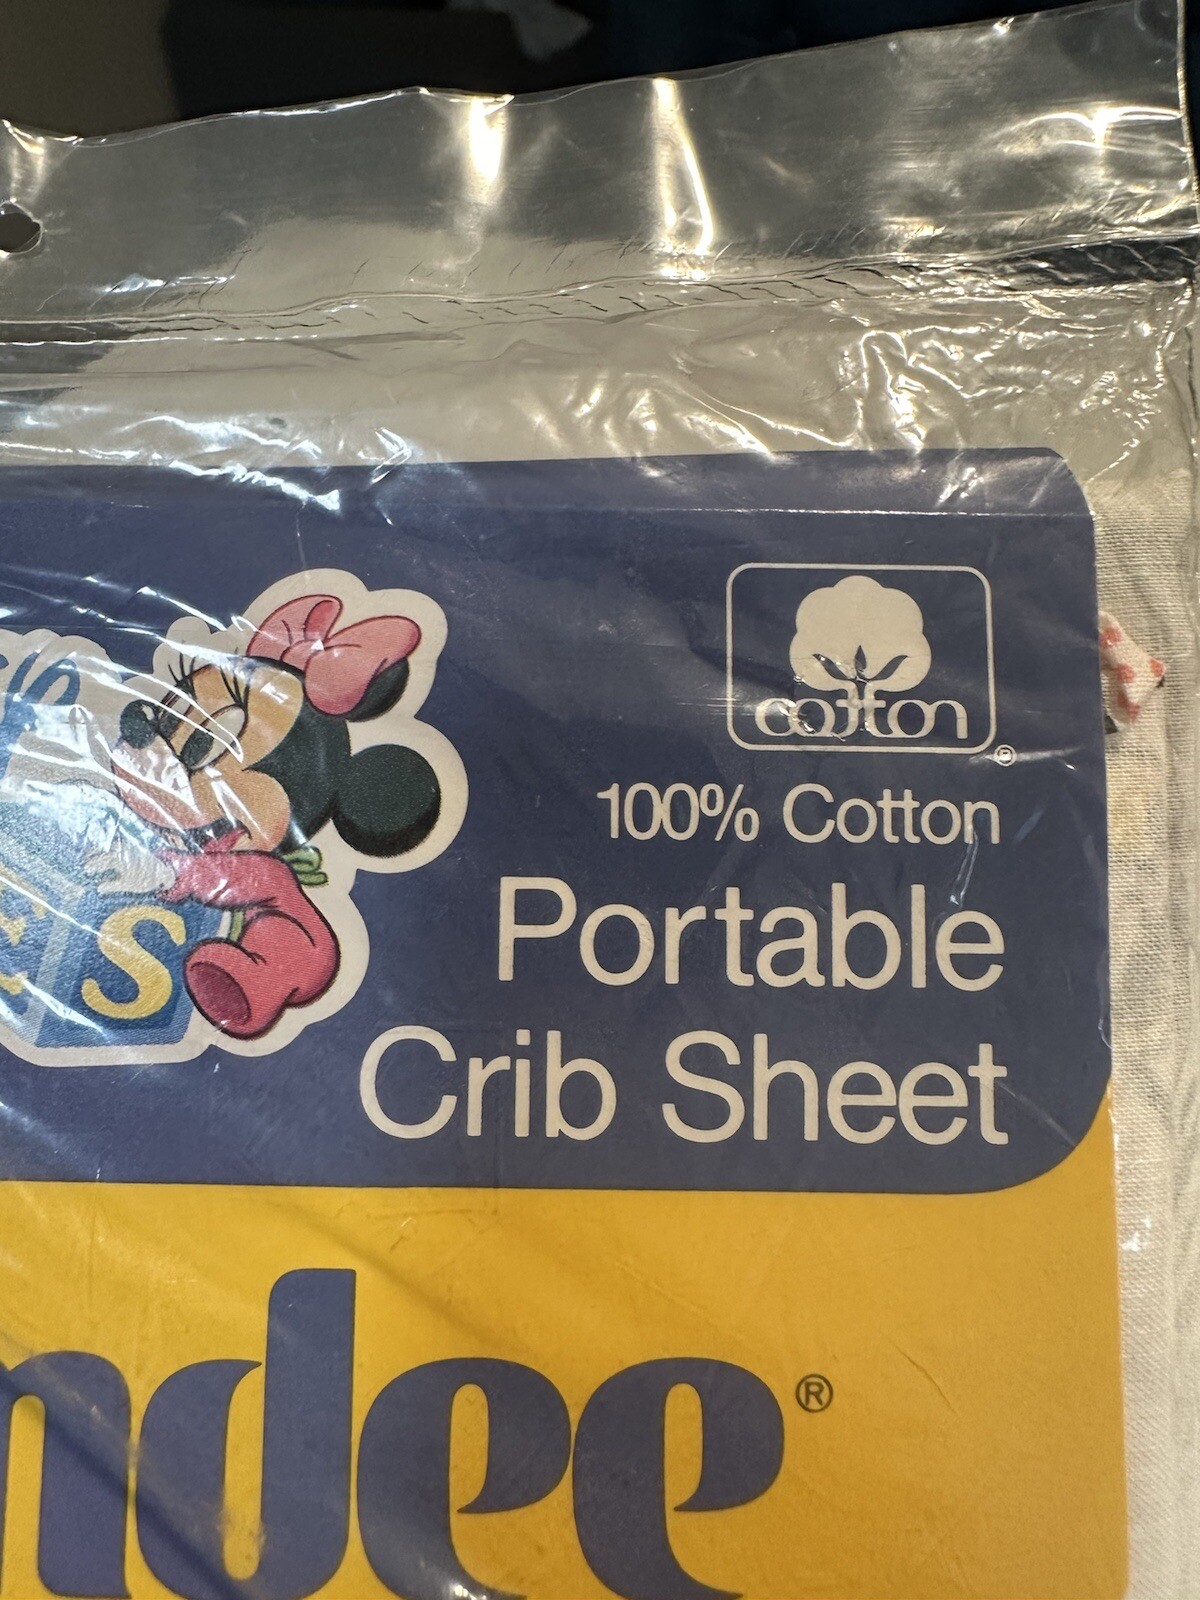 cotton
®
100% Cotton
Portable
Crib Sheet
S
ndee®